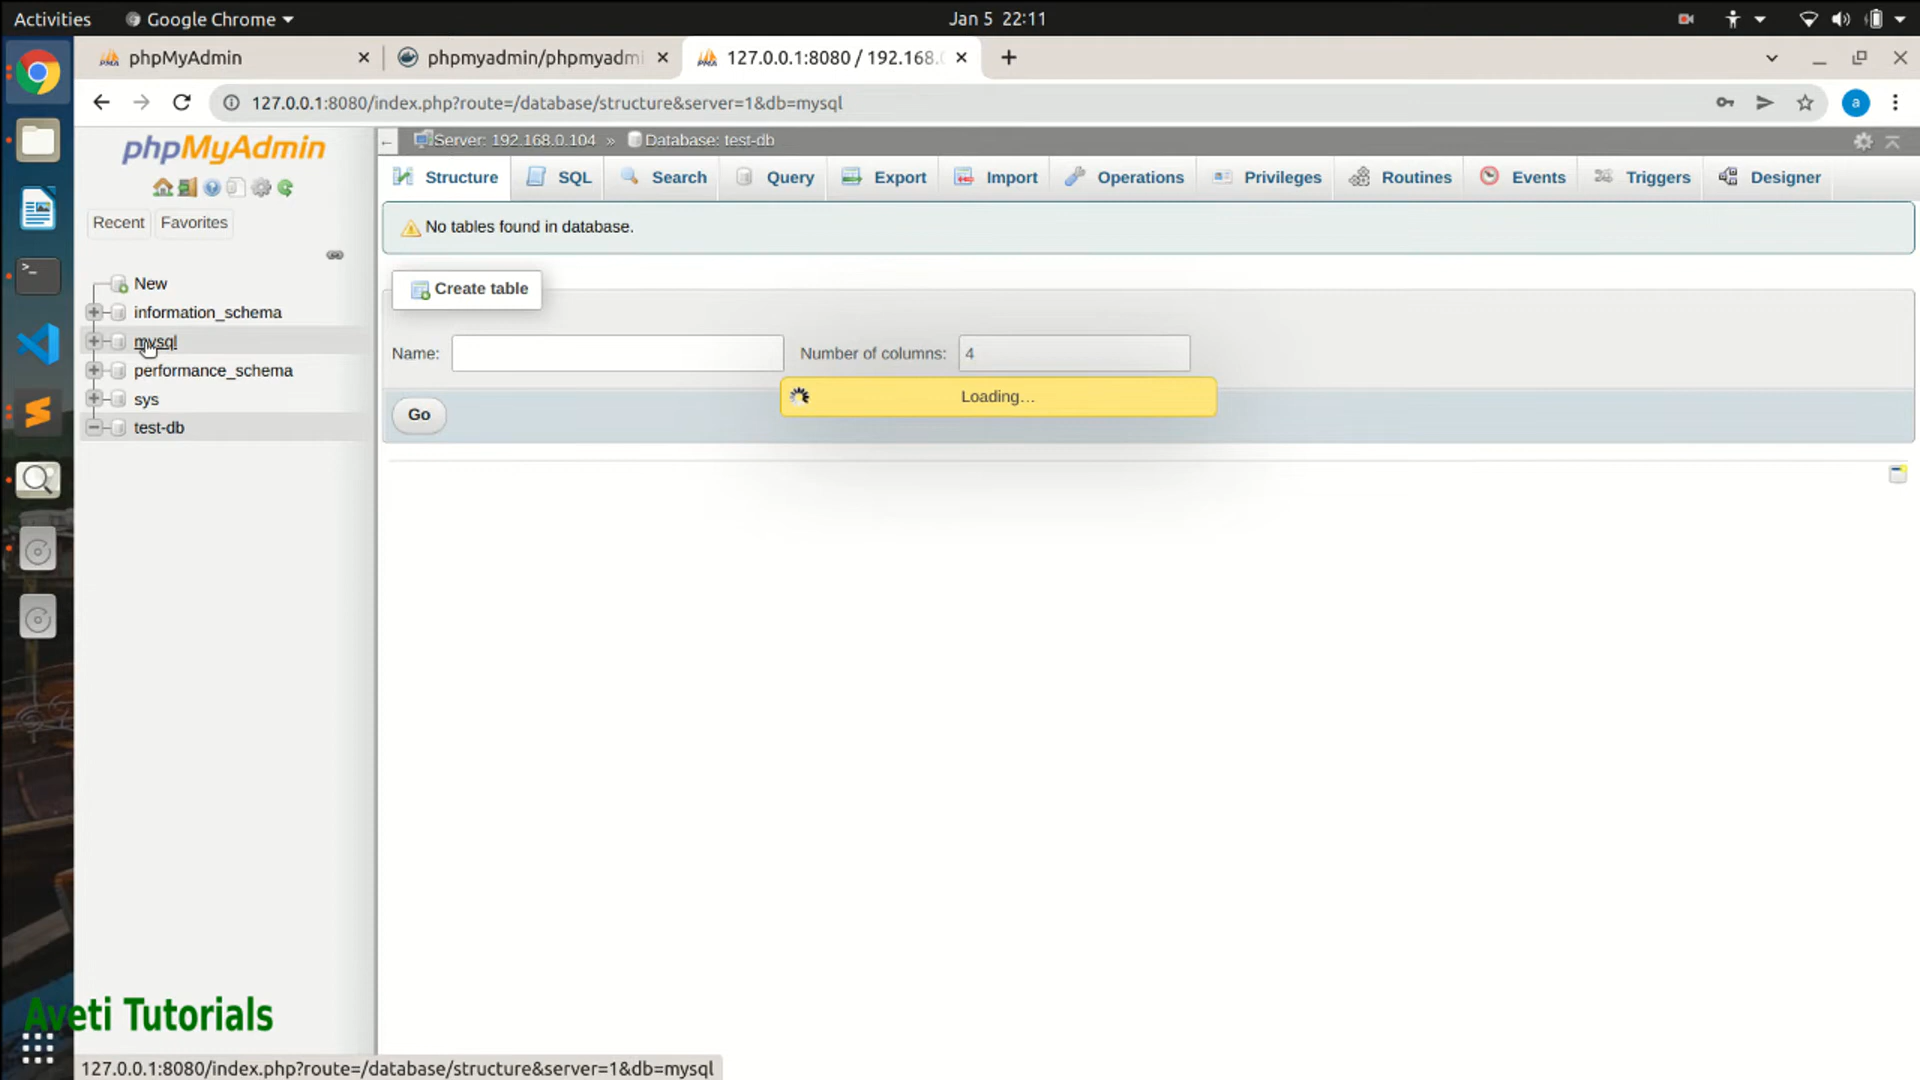 Activities Google Chrome Jan 5 22:11
phpMyAdmin phpmyadmin/phpmyadmi 127.0.0.1:8080 / 192.168.0
127.0.0.1:8080/index.php?route=/database/structure&server=1&db=mysql a
phpMyAdmin
Server: 192.168.0.104 » Database: test-db
Structure SQL Search Query Export Import Operations Privileges Routines Events Triggers Designer
Recent Favorites
No tables found in database.
New
information_schema
mysql
performance_schema
sys
test-db
Create table
Name: Number of columns: 4
Loading…
Go
Aveti Tutorials
127.0.0.1:8080/index.php?route=/database/structure&server=1&db=mysql